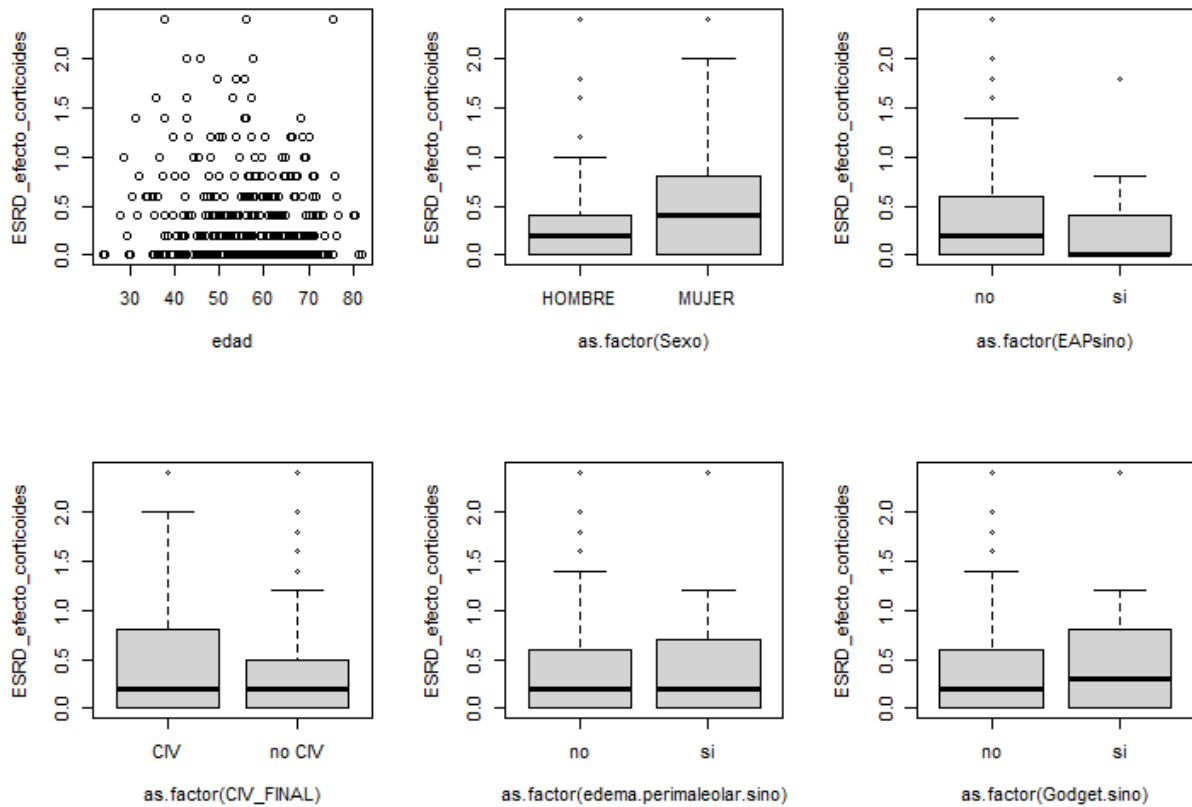 ESRD_efecto_corticoides
2.0
1.5
1.0
0.5
0.0
30 40 50 60 70 80
edad
ESRD_efecto_corticoides
2.0
1.5
1.0
0.5
0.0
HOMBRE MUJER
as.factor(Sexo)
ESRD_efecto_corticoides
2.0
1.5
1.0
0.5
0.0
no si
as.factor(EAPsino)
ESRD_efecto_corticoides
2.0
1.5
1.0
0.5
0.0
CIV no CIV
as.factor(CIV_FINAL)
ESRD_efecto_corticoides
2.0
1.5
1.0
0.5
0.0
no si
as.factor(edema.perimaleolar.sino)
ESRD_efecto_corticoides
2.0
1.5
1.0
0.5
0.0
no si
as.factor(Godget.sino)